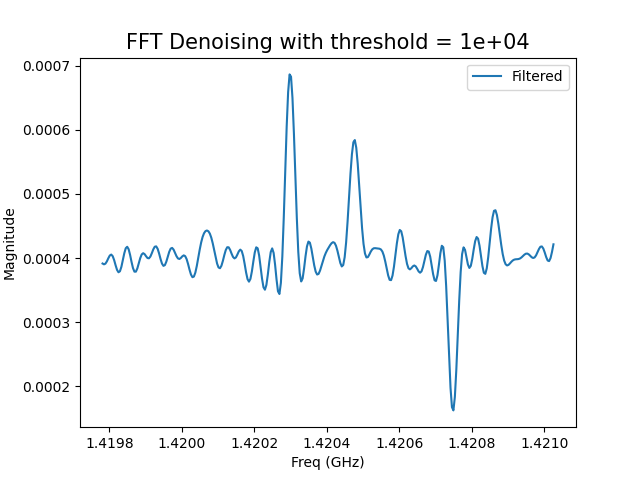 FFT Denoising with threshold = 1e+04
Filtered
0.0007
0.0006
0.0005
0.0004
0.0003
0.0002
Magnitude
1.4198 1.4200 1.4202 1.4204 1.4206 1.4208 1.4210
Freq (GHz)